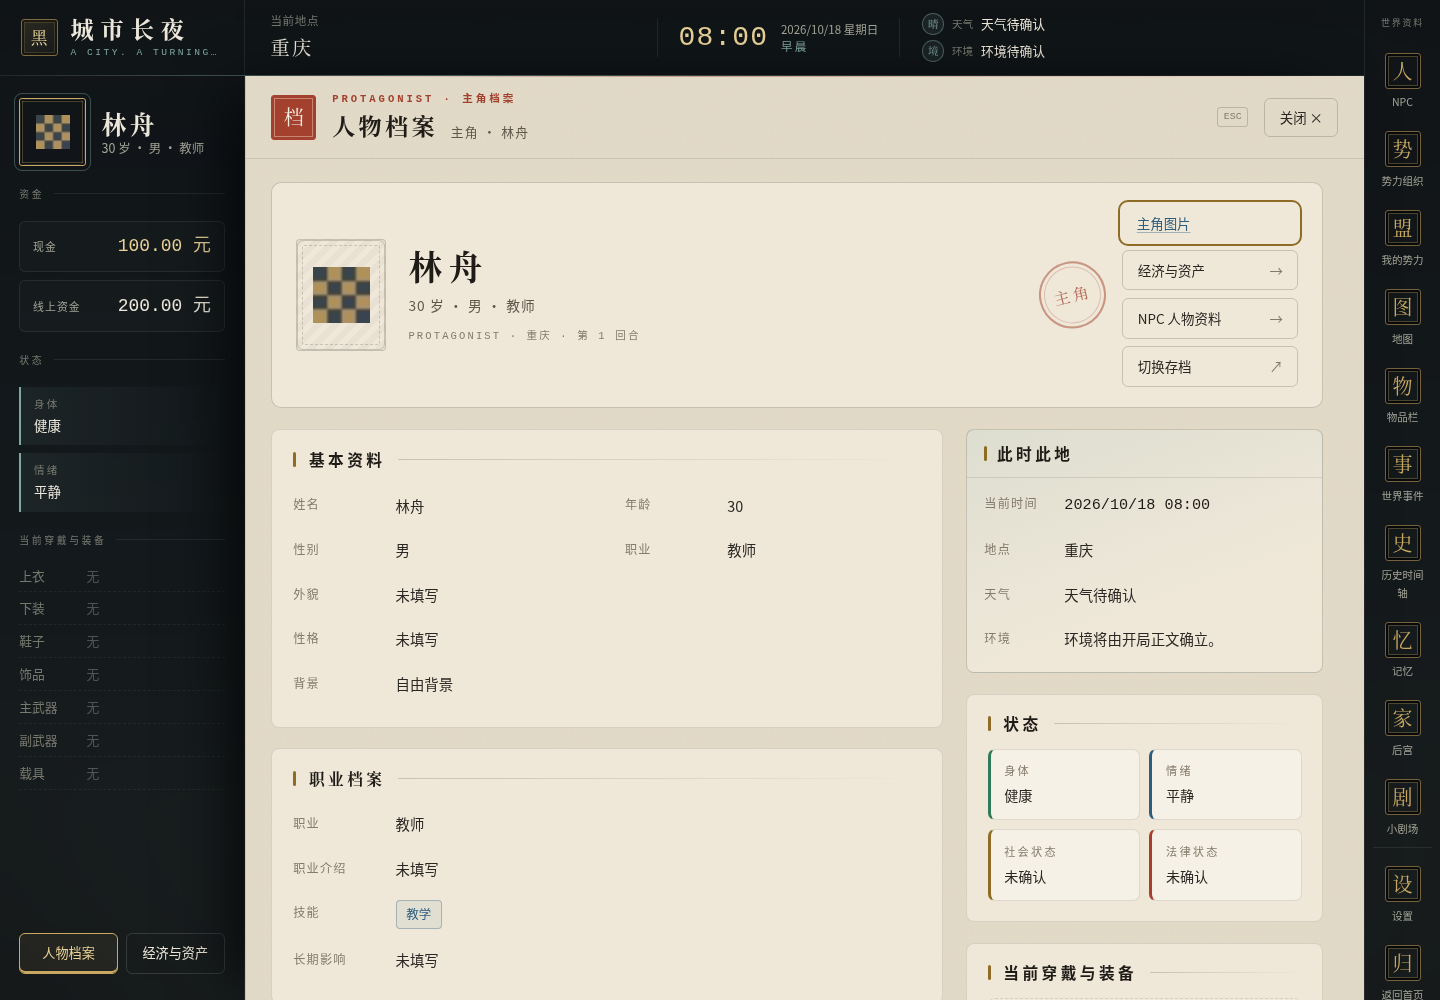 黑
城市长夜
A CITY. A TURNING…
当前地点
重庆
08:00
2026/10/18 星期日
早晨
晴 天气 天气待确认
境 环境 环境待确认
林舟
30 岁 · 男 · 教师
资金
现金 100.00 元
线上资金 200.00 元
状态
身体
健康
情绪
平静
当前穿戴与装备
上衣 无
下装 无
鞋子 无
饰品 无
主武器 无
副武器 无
载具 无
人物档案
经济与资产
档
PROTAGONIST · 主角档案
人物档案 主角 · 林舟
ESC
关闭 ×
林舟
30 岁 · 男 · 教师
PROTAGONIST · 重庆 · 第 1 回合
主角
主角图片
经济与资产 →
NPC 人物资料 →
切换存档 ↗
基本资料
姓名 林舟 年龄 30
性别 男 职业 教师
外貌 未填写
性格 未填写
背景 自由背景
职业档案
职业 教师
职业介绍 未填写
技能 教学
长期影响 未填写
此时此地
当前时间 2026/10/18 08:00
地点 重庆
天气 天气待确认
环境 环境将由开局正文确立。
状态
身体
健康
情绪
平静
社会状态
未确认
法律状态
未确认
当前穿戴与装备
世界资料
人
NPC
势
势力组织
盟
我的势力
图
地图
物
物品栏
事
世界事件
史
历史时间
轴
忆
记忆
家
后宫
剧
小剧场
设
设置
归
返回首页